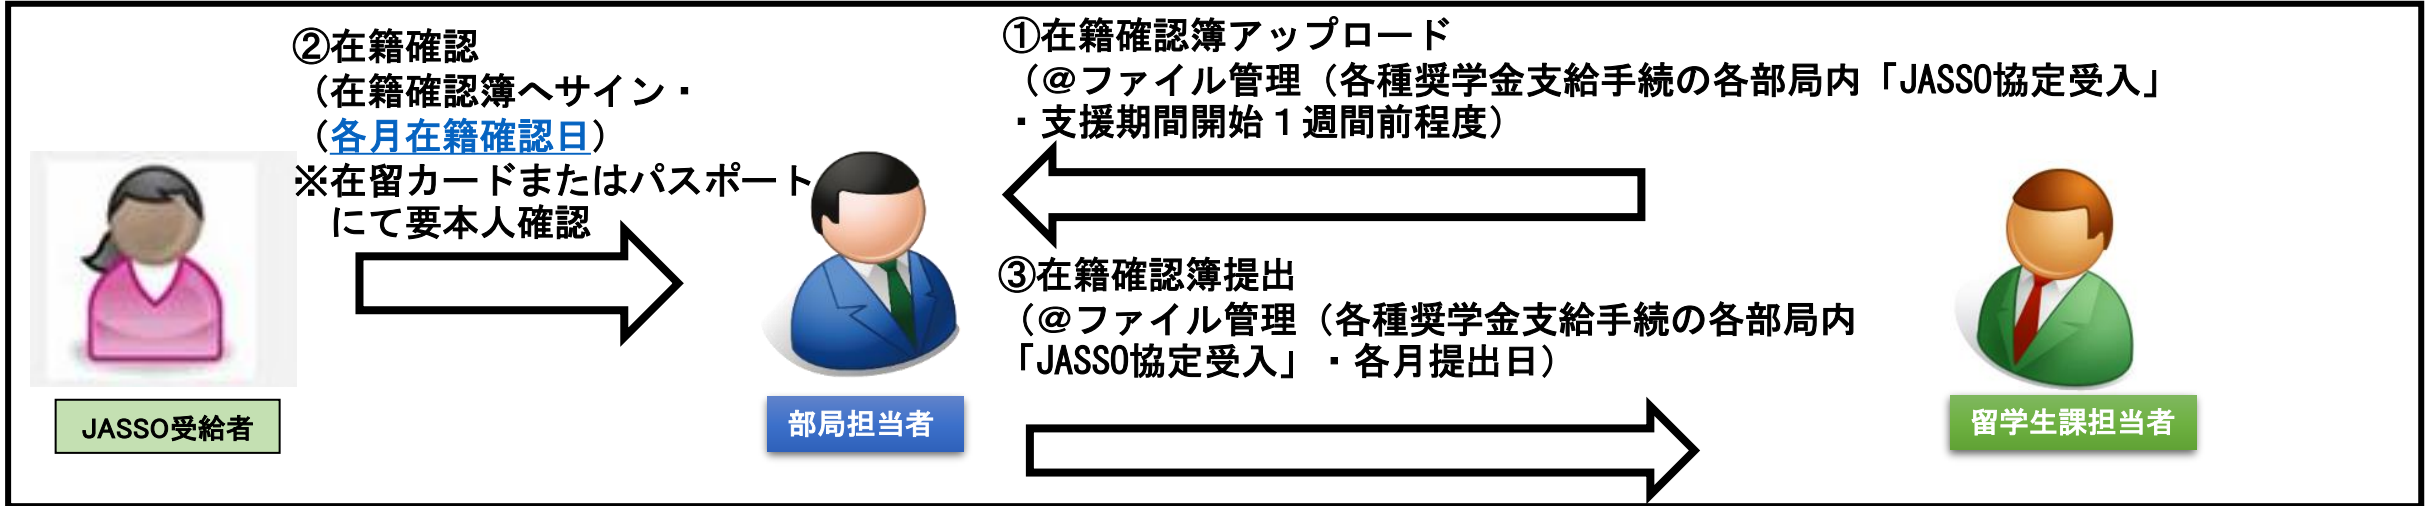 ②在籍確認
（在籍確認簿へサイン・
（各月在籍確認日）
※在留カードまたはパスポート
にて要本人確認
①在籍確認簿アップロード
（＠ファイル管理（各種奨学金支給手続の各部局内「JASSO協定受入」
・支援期間開始１週間前程度）
③在籍確認簿提出
（＠ファイル管理（各種奨学金支給手続の各部局内
「JASSO協定受入」・各月提出日）
JASSO受給者
部局担当者
留学生課担当者